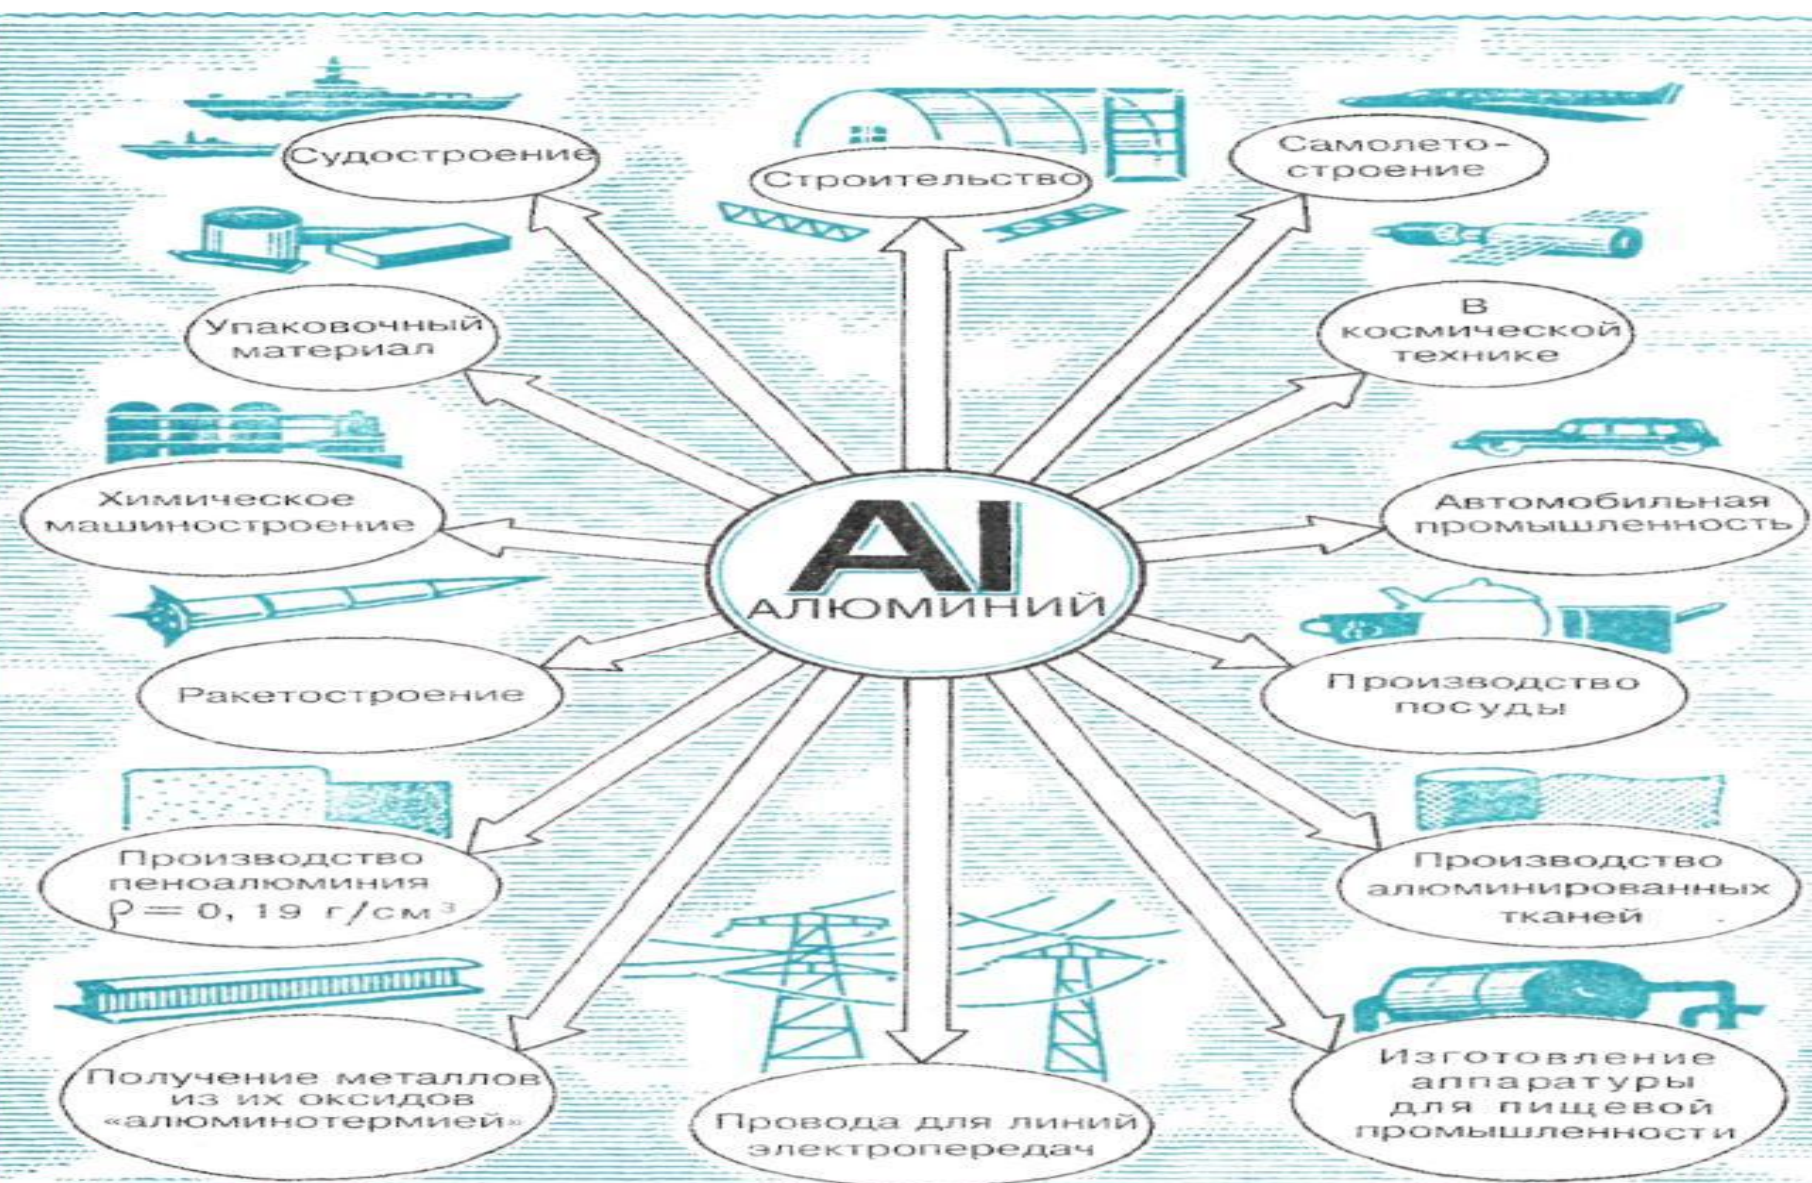 Судостроение
Строительство
Самолето-
строение
Упаковочный
материал
В
космической
технике
Химическое
машиностроение
Автомобильная
промышленность
Al
АЛЮМИНИЙ
Ракетостроение
Производство
посуды
Производство
пеноалюминия
ρ = 0, 19 г/см³
Производство
алюминированных
тканей
Получение металлов
из их оксидов
«алюминотермией»
Провода для линий
электропередач
Изготовление
аппаратуры
для пищевой
промышленности